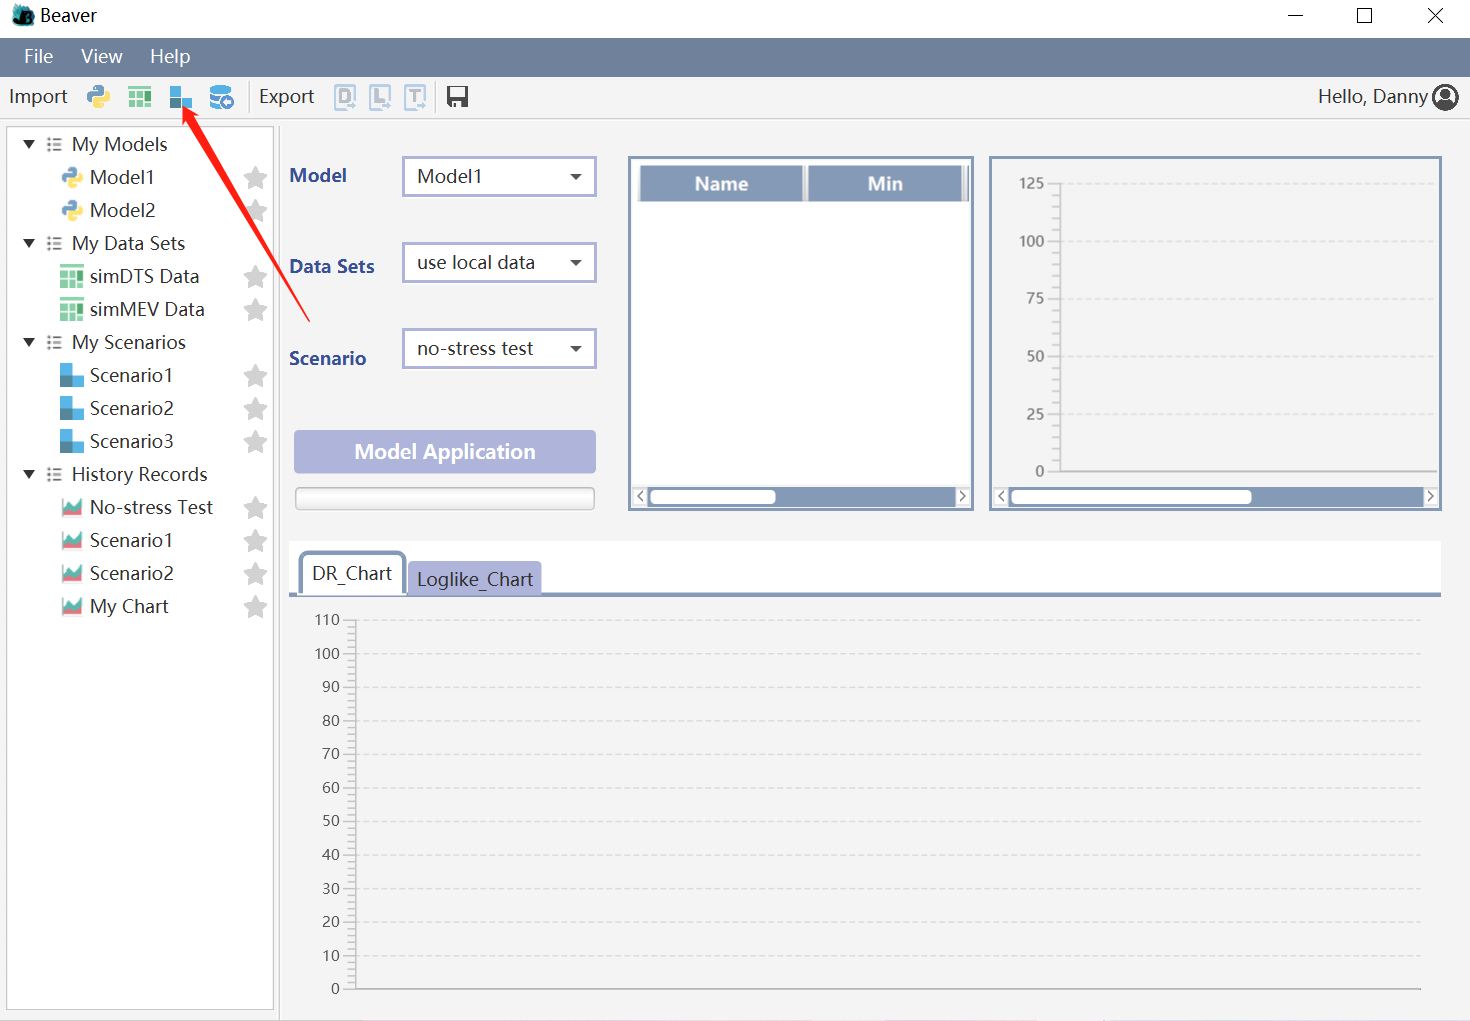 Beaver
File View Help
Import Export D L T Hello, Danny
My Models
Model1
Model2
My Data Sets
simDTS Data
simMEV Data
My Scenarios
Scenario1
Scenario2
Scenario3
History Records
No-stress Test
Scenario1
Scenario2
My Chart
Model Model1
Data Sets use local data
Scenario no-stress test
Model Application
Name Min
125
100
75
50
25
0
DR_Chart Loglike_Chart
110
100
90
80
70
60
50
40
30
20
10
0